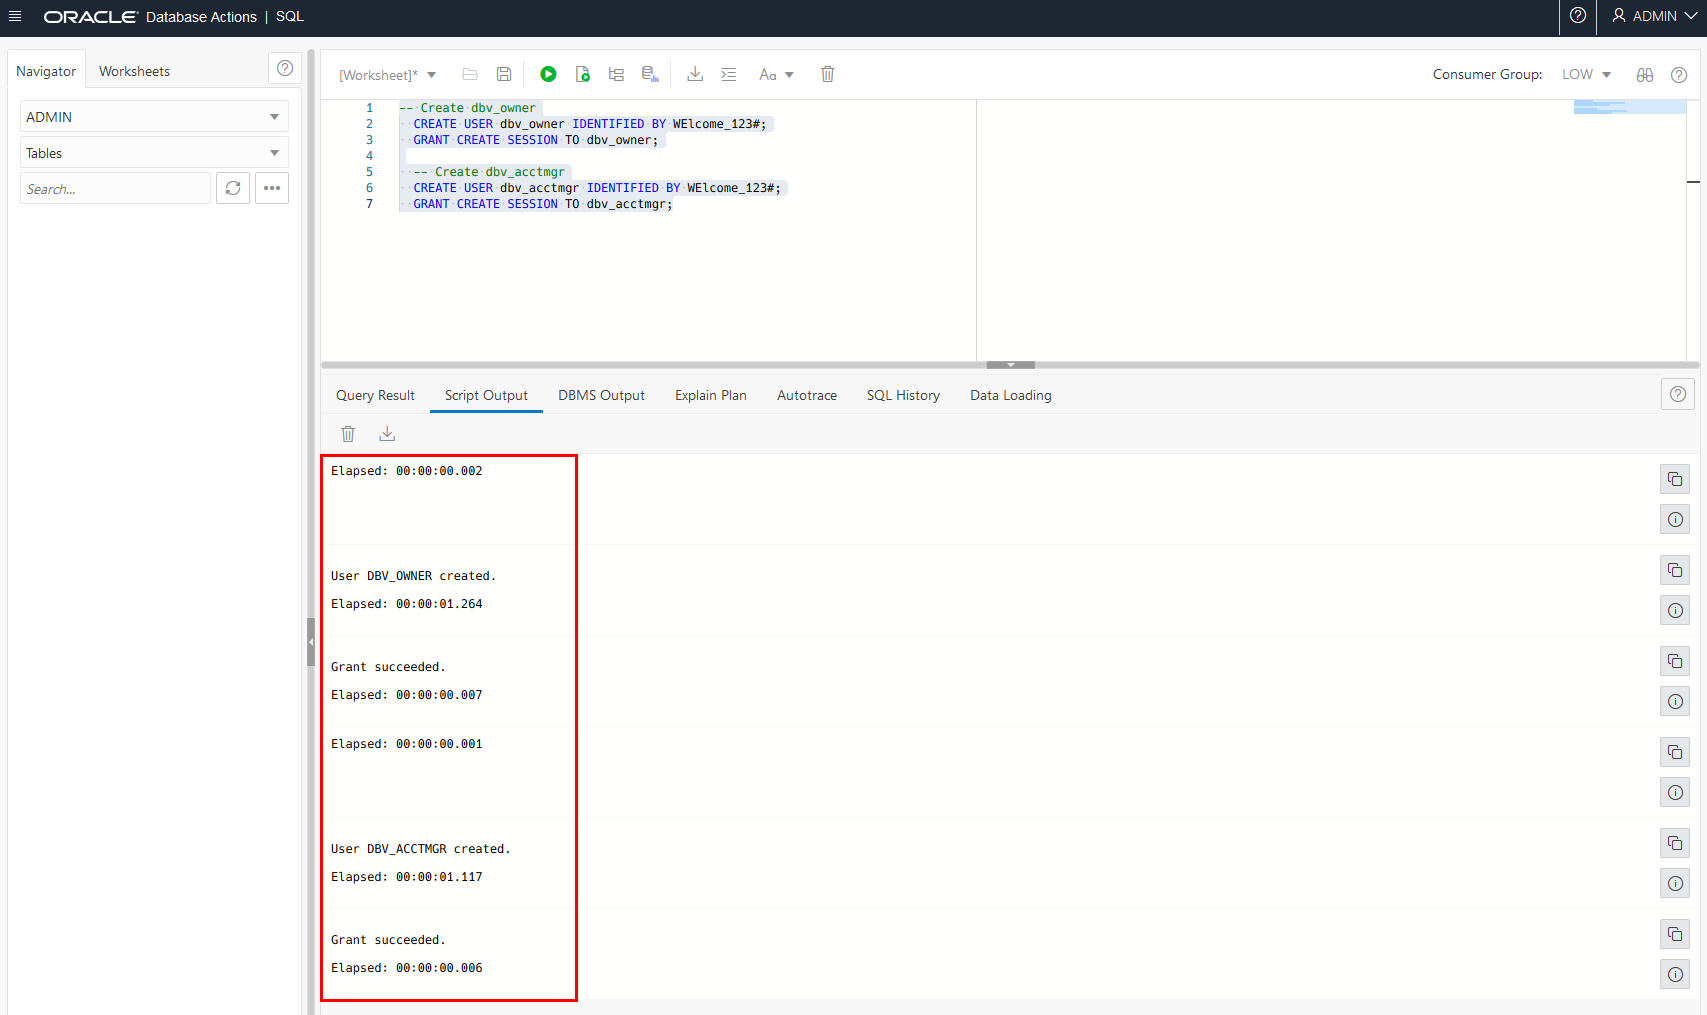 ORACLE Database Actions | SQL
ADMIN
Navigator
Worksheets
ADMIN
Tables
Search...
[Worksheet]*
Aa
Consumer Group:
LOW
1 -- Create dbv_owner
2 CREATE USER dbv_owner IDENTIFIED BY WElcome_123#;
3 GRANT CREATE SESSION TO dbv_owner;
4
5 -- Create dbv_acctmgr
6 CREATE USER dbv_acctmgr IDENTIFIED BY WElcome_123#;
7 GRANT CREATE SESSION TO dbv_acctmgr;
Query Result
Script Output
DBMS Output
Explain Plan
Autotrace
SQL History
Data Loading
Elapsed: 00:00:00.002
User DBV_OWNER created.
Elapsed: 00:00:01.264
Grant succeeded.
Elapsed: 00:00:00.007
Elapsed: 00:00:00.001
User DBV_ACCTMGR created.
Elapsed: 00:00:01.117
Grant succeeded.
Elapsed: 00:00:00.006